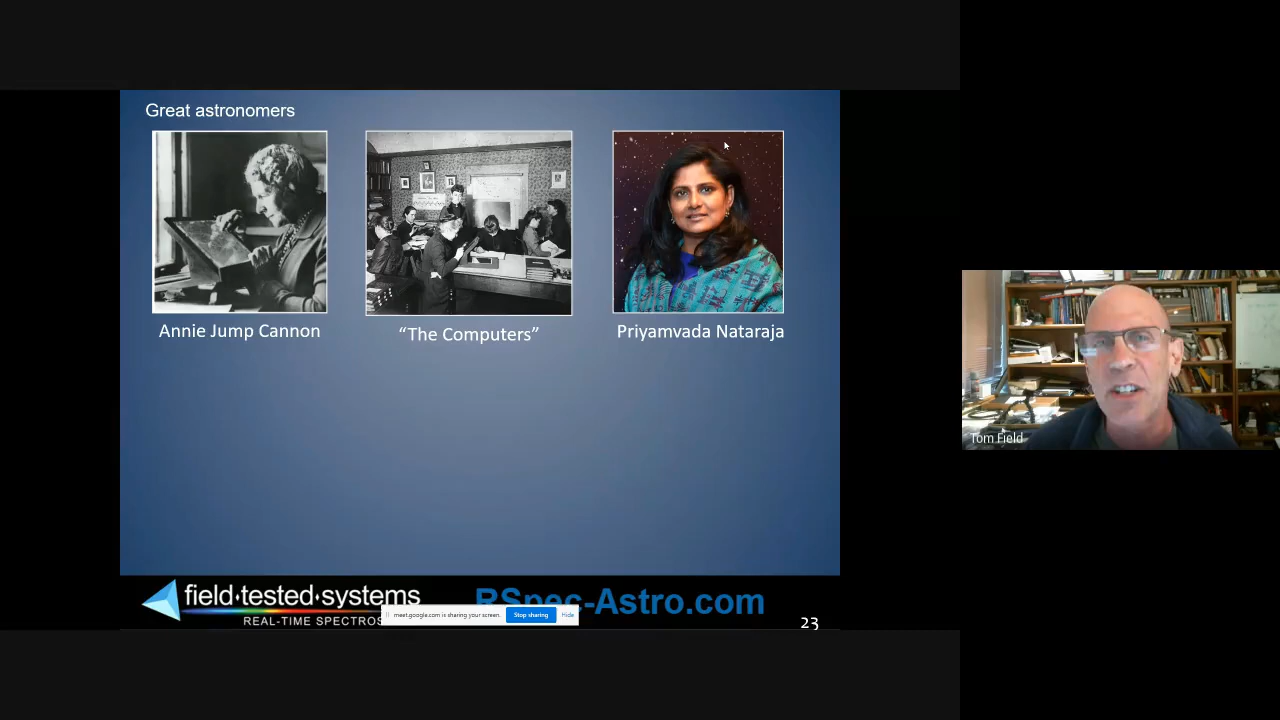 Great astronomers
Annie Jump Cannon
“The Computers”
Priyamvada Nataraja
Tom Field
field·tested·systems
REAL-TIME SPECTROS
RSpec-Astro.com
meet.google.com is sharing your screen.
Stop sharing
Hide
23